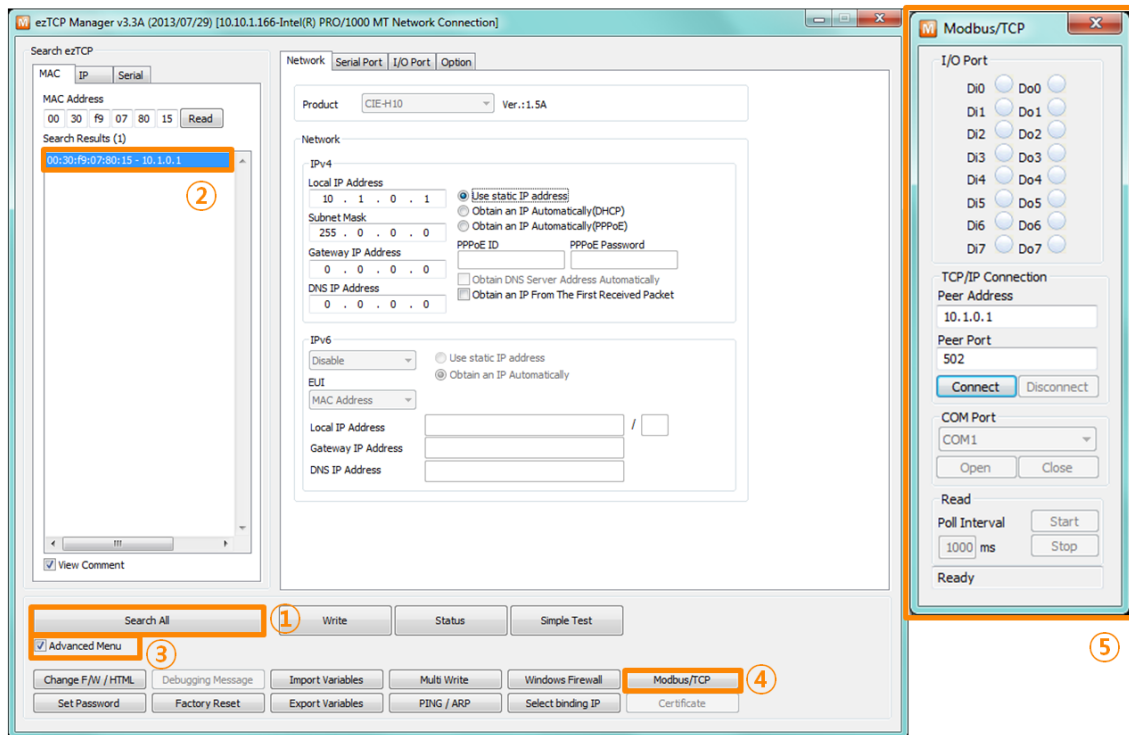 ezTCP Manager v3.3A (2013/07/29) [10.10.1.166-Intel(R) PRO/1000 MT Network Connection]
Search ezTCP
MAC IP Serial
MAC Address
00 30 f9 07 80 15 Read
Search Results (1)
00:30:f9:07:80:15 - 10.1.0.1
②
View Comment
Network Serial Port I/O Port Option
Product CIE-H10 Ver.:1.5A
Network
IPv4
Local IP Address
10 . 1 . 0 . 1
Subnet Mask
255 . 0 . 0 . 0
Gateway IP Address
0 . 0 . 0 . 0
DNS IP Address
0 . 0 . 0 . 0
Use static IP address
Obtain an IP Automatically(DHCP)
Obtain an IP Automatically(PPPoE)
PPPoE ID PPPoE Password
Obtain DNS Server Address Automatically
Obtain an IP From The First Received Packet
IPv6
Disable
EUI
MAC Address
Use static IP address
Obtain an IP Automatically
Local IP Address /
Gateway IP Address
DNS IP Address
Search All ① Write Status Simple Test
Advanced Menu ③
Change F/W / HTML Debugging Message Import Variables Multi Write Windows Firewall Modbus/TCP ④
Set Password Factory Reset Export Variables PING / ARP Select binding IP Certificate
Modbus/TCP
I/O Port
Di0 Do0
Di1 Do1
Di2 Do2
Di3 Do3
Di4 Do4
Di5 Do5
Di6 Do6
Di7 Do7
TCP/IP Connection
Peer Address
10.1.0.1
Peer Port
502
Connect Disconnect
COM Port
COM1
Open Close
Read
Poll Interval Start
1000 ms Stop
Ready
⑤